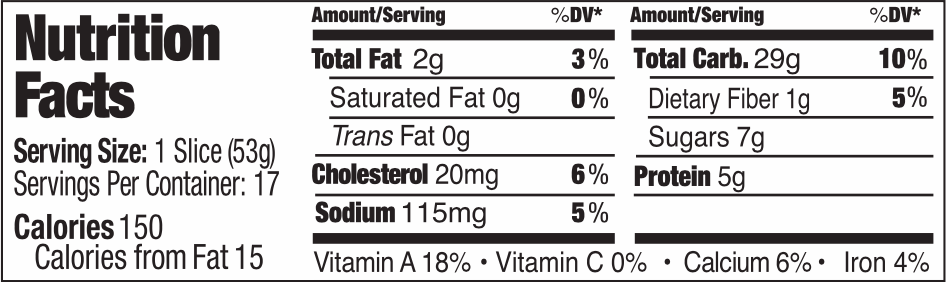 Nutrition
Facts
Serving Size: 1 Slice (53g)
Servings Per Container: 17
Calories 150
Calories from Fat 15
Amount/Serving %DV*
Total Fat 2g 3%
Saturated Fat 0g 0%
Trans Fat 0g
Cholesterol 20mg 6%
Sodium 115mg 5%
Amount/Serving %DV*
Total Carb. 29g 10%
Dietary Fiber 1g 5%
Sugars 7g
Protein 5g
Vitamin A 18% • Vitamin C 0% • Calcium 6% • Iron 4%